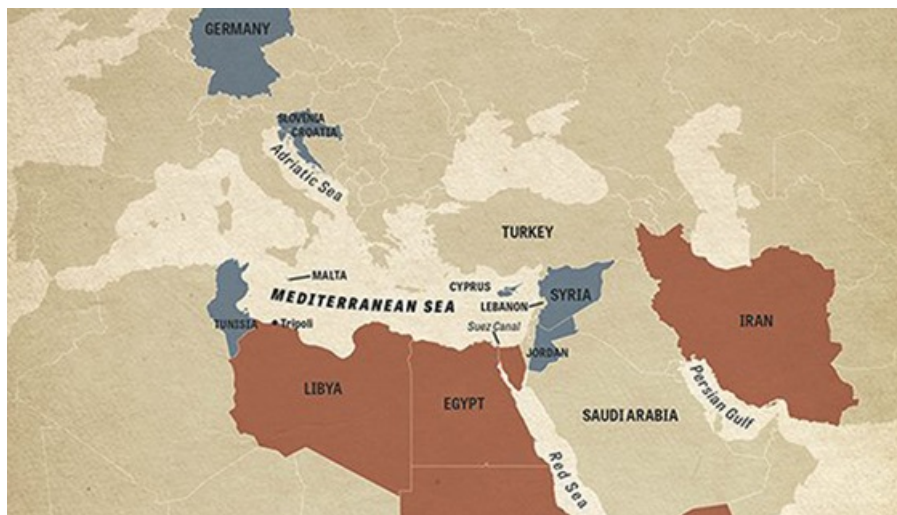 GERMANY
SLOVENIA
CROATIA
Adriatic Sea
TURKEY
MALTA
CYPRUS
MEDITERRANEAN SEA
LEBANON
SYRIA
TUNISIA
Tripoli
Suez Canal
JORDAN
IRAN
LIBYA
EGYPT
SAUDI ARABIA
Persian Gulf
Red Sea